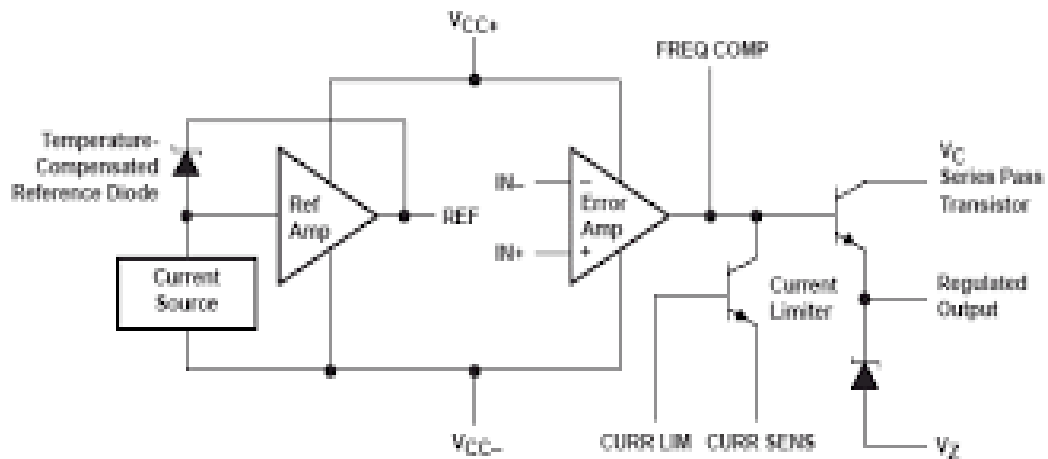 VCC+
FREQ COMP
Temperature-
Compensated
Reference Diode
VC
Series Pass
Transistor
IN–
–
Error
Amp
+
Ref
Amp
REF
IN+
Current
Source
Current
Limiter
Regulated
Output
CURR LIM
CURR SENS
VCC–
VZ